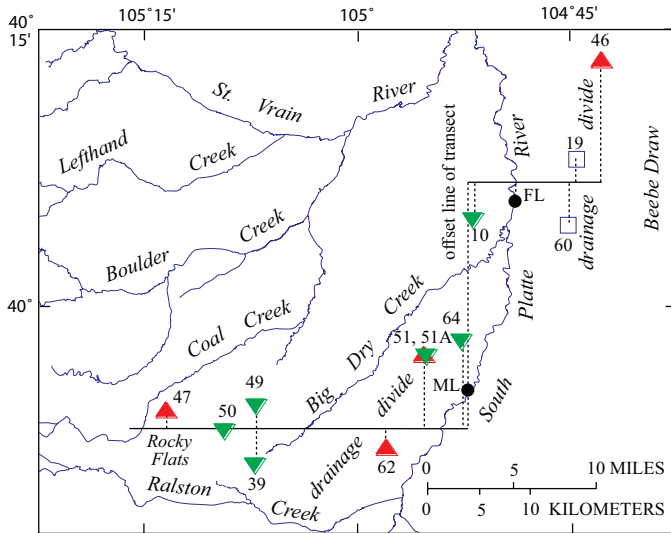 40°
15'
105°15'
105°
104°45'
46
St. Vrain River
divide
River
19
Lefthand Creek
offset line of transect
FL
Beebe Draw
10
60
drainage
Boulder Creek
40°
Platte
Coal Creek
Big Dry Creek
64
51, 51A
ML
South
49
47
50
divide
Rocky
Flats
39
drainage
62
Ralston Creek
0 5 10 MILES
0 5 10 KILOMETERS